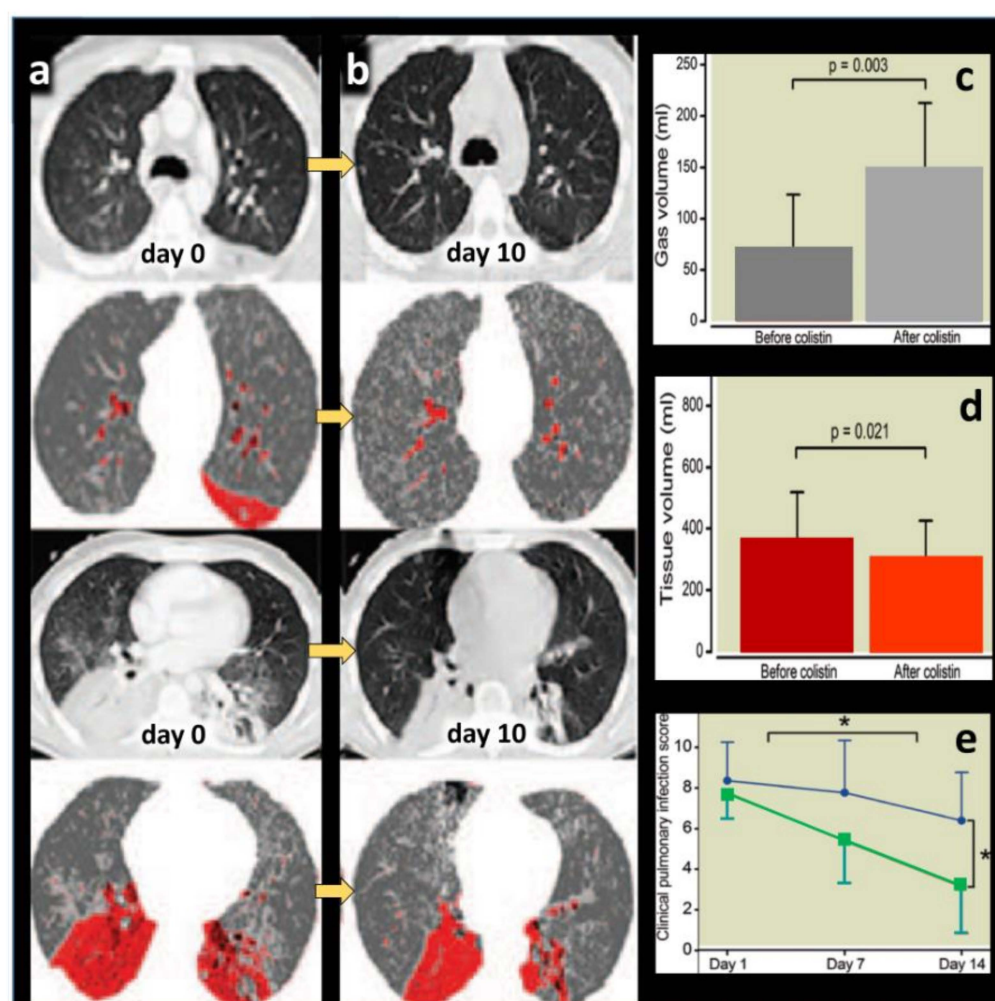 a
b
day 0
day 10
day 0
day 10
c
p = 0.003
250
200
150
100
50
0
Gas volume (ml)
Before colistin
After colistin
d
p = 0.021
800
600
400
200
0
Tissue volume (ml)
Before colistin
After colistin
e
*
*
10
8
6
4
2
0
Clinical pulmonary infection score
Day 1
Day 7
Day 14